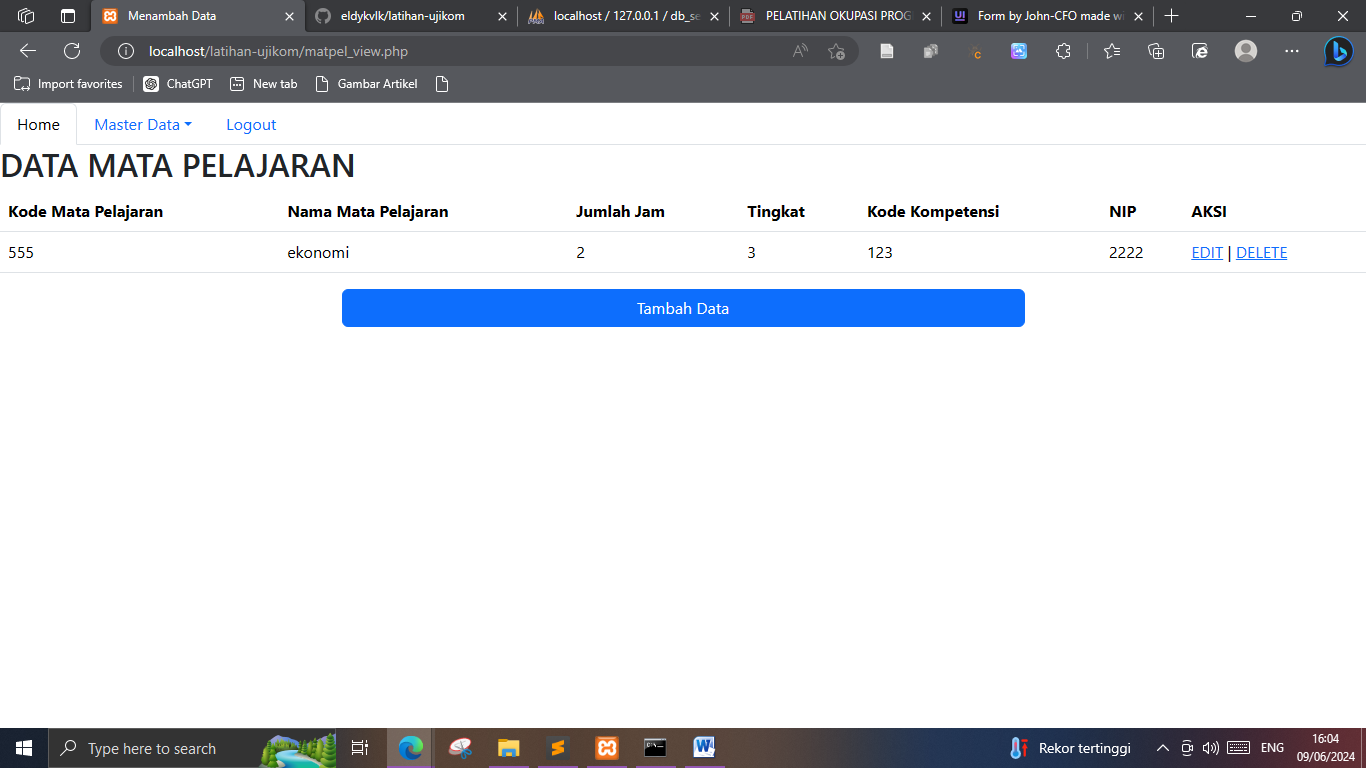 Menambah Data
eldykvlk/latihan-ujikom
localhost / 127.0.0.1 / db_se
PELATIHAN OKUPASI PROG
Form by John-CFO made wi
localhost/latihan-ujikom/matpel_view.php
Import favorites ChatGPT New tab Gambar Artikel
Home Master Data Logout
DATA MATA PELAJARAN
Kode Mata Pelajaran Nama Mata Pelajaran Jumlah Jam Tingkat Kode Kompetensi NIP AKSI
555 ekonomi 2 3 123 2222 EDIT | DELETE
Tambah Data
Type here to search
Rekor tertinggi
ENG
16:04
09/06/2024